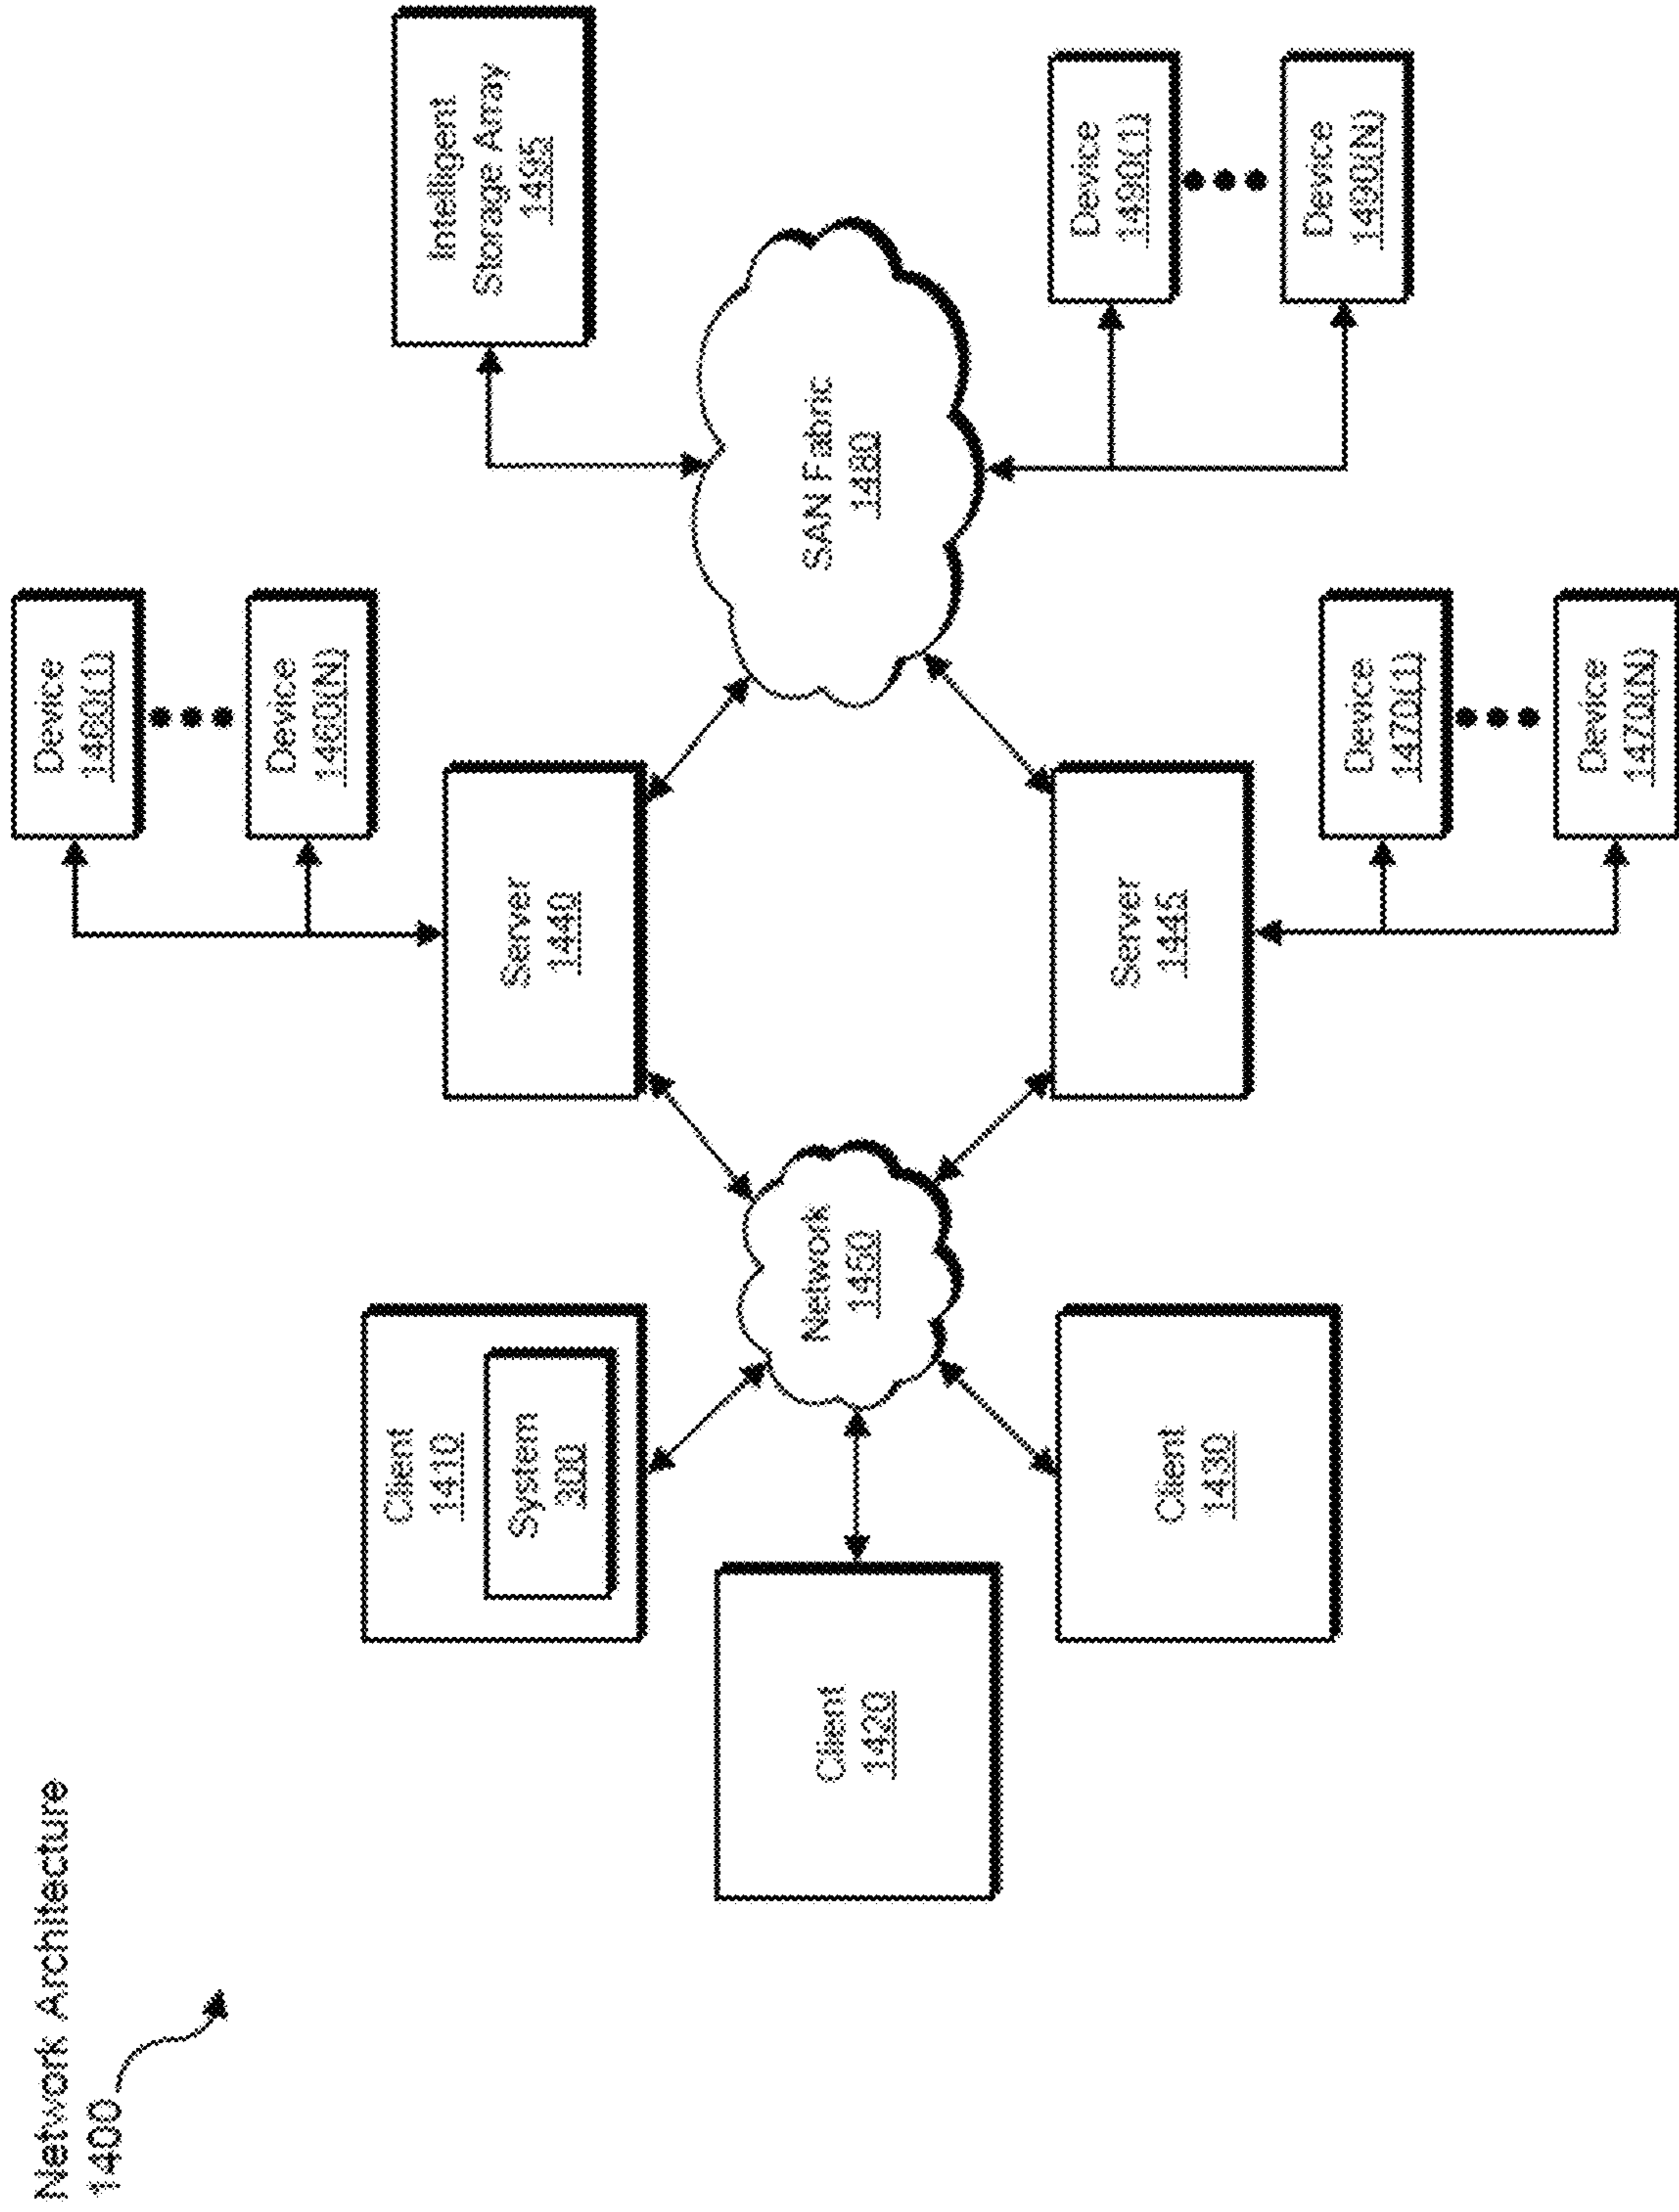 Network Architecture
1400
Device
1460(1)
Device
1460(N)
Intelligent
Storage Array
1495
Client
1410
System
300
Server
1440
Client
1420
Network
1450
SAN Fabric
1480
Device
1490(1)
Device
1490(N)
Client
1430
Server
1445
Device
1470(1)
Device
1470(N)